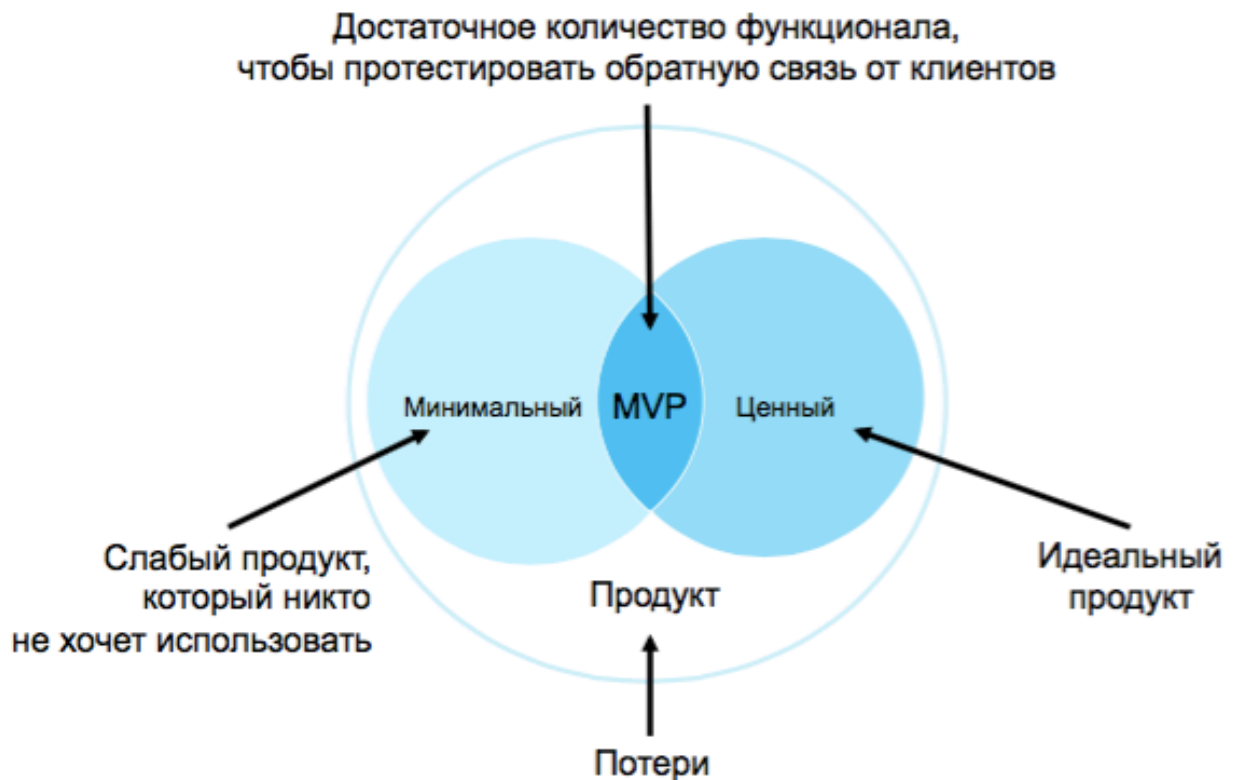 Достаточное количество функционала,
чтобы протестировать обратную связь от клиентов
Минимальный
MVP
Ценный
Слабый продукт,
который никто
не хочет использовать
Продукт
Идеальный
продукт
Потери